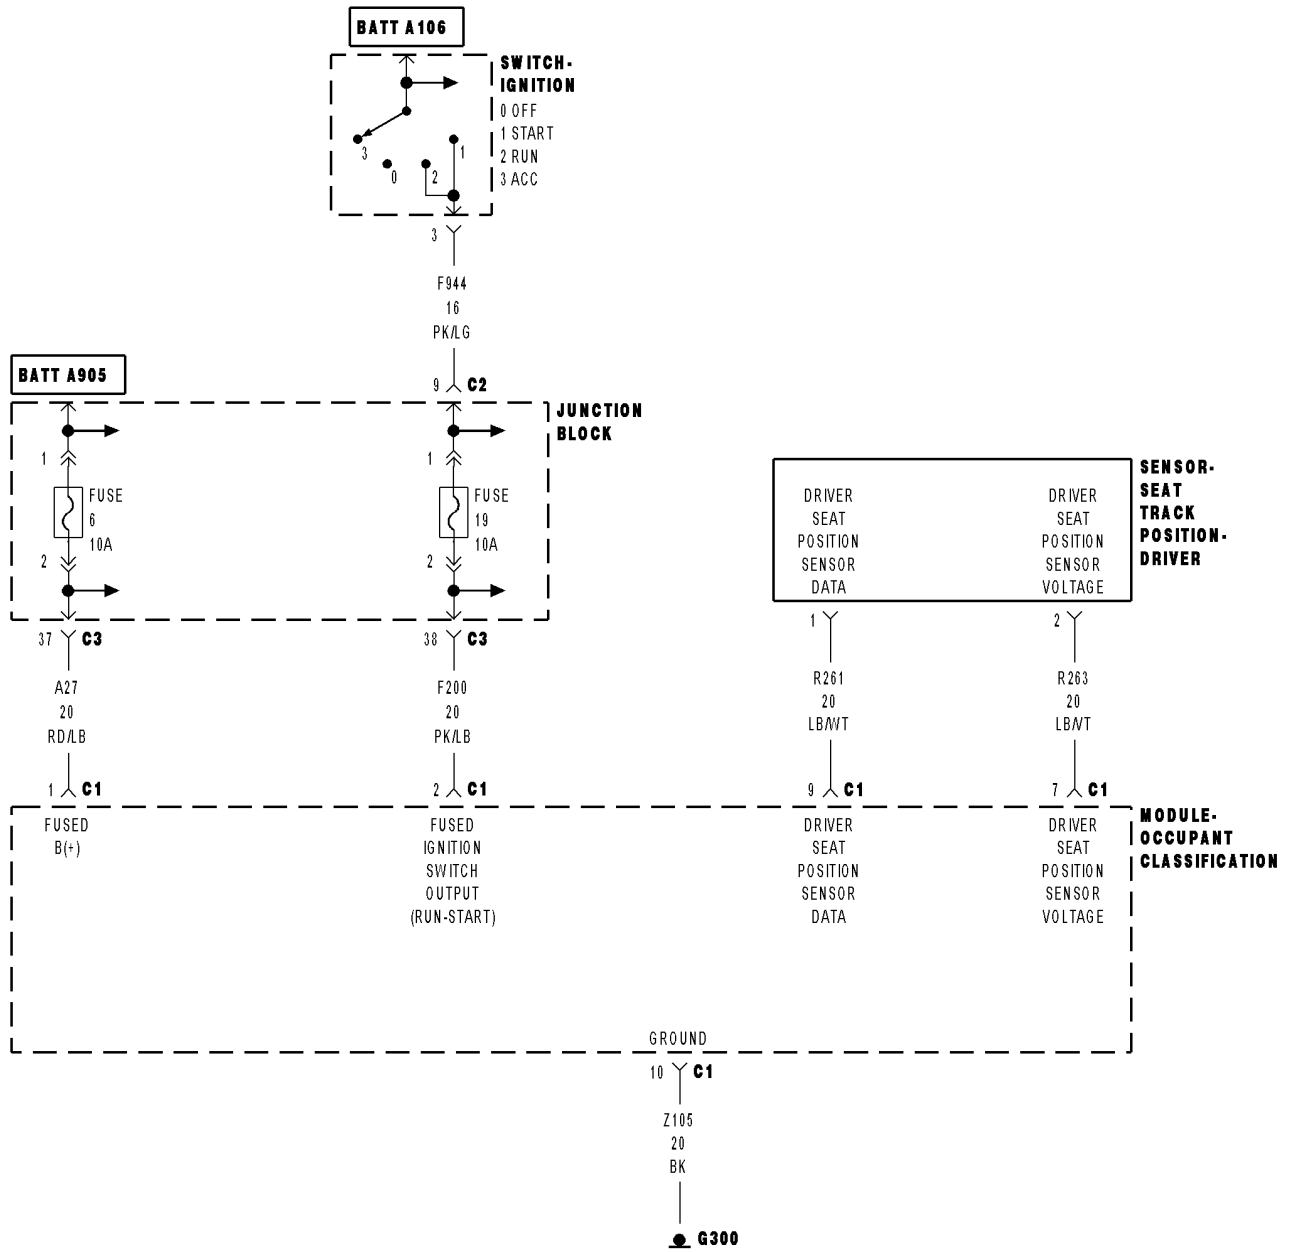 BATT A106
SWITCH-
IGNITION
0 OFF
1 START
2 RUN
3 ACC
3
0
2
1
3
F944
16
PK/LG
9 C2
BATT A905
JUNCTION
BLOCK
1
FUSE
6
10A
2
1
FUSE
19
10A
2
37 C3
38 C3
A27
20
RD/LB
F200
20
PK/LB
SENSOR-
SEAT
TRACK
POSITION-
DRIVER
DRIVER
SEAT
POSITION
SENSOR
DATA
DRIVER
SEAT
POSITION
SENSOR
VOLTAGE
1
2
R261
20
LB/WT
R263
20
LB/VT
1 C1
2 C1
9 C1
7 C1
MODULE-
OCCUPANT
CLASSIFICATION
FUSED
B(+)
FUSED
IGNITION
SWITCH
OUTPUT
(RUN-START)
DRIVER
SEAT
POSITION
SENSOR
DATA
DRIVER
SEAT
POSITION
SENSOR
VOLTAGE
GROUND
10 C1
Z105
20
BK
G300